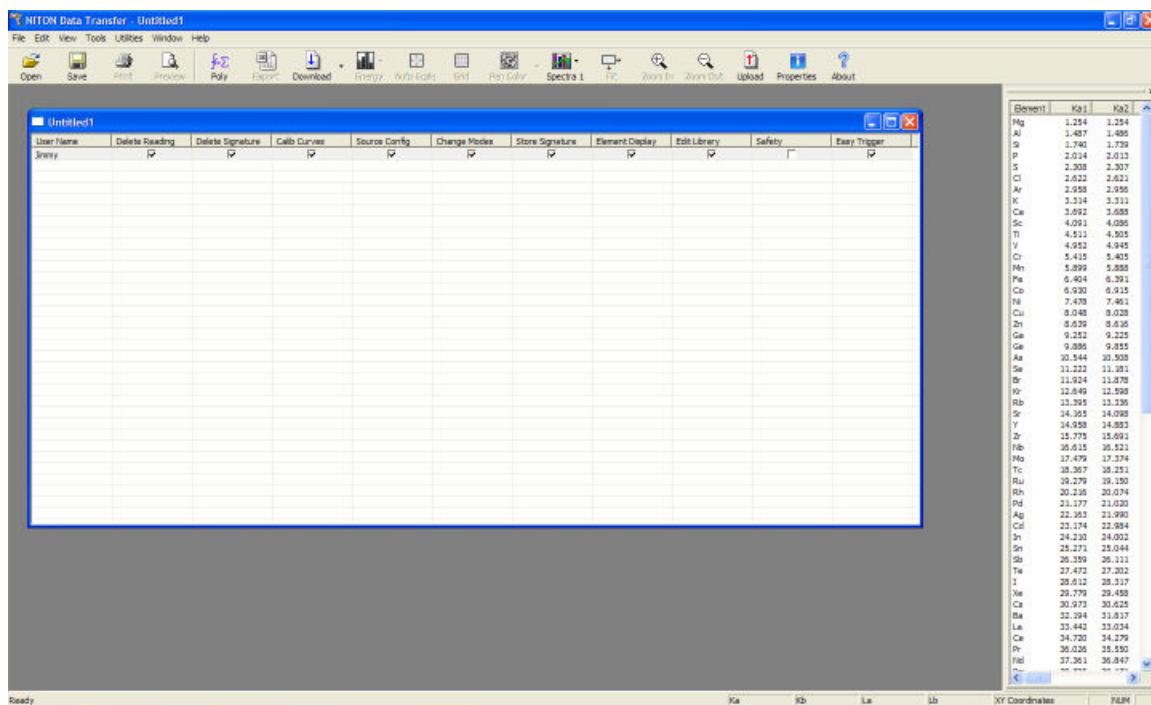 NITON Data Transfer - Untitled1
File Edit View Tools Utilities Window Help
Open Save Print Preview Poly Export Download Energy Auto Scale Grid Pen Color Spectra 1 Fit Zoom In Zoom Out Upload Properties About
Untitled1
User Name Delete Reading Delete Signature Calib Curves Source Config Change Modes Store Signature Element Display Edit Library Safety Easy Trigger
Jimmy
Element Ka1 Ka2
Mg 1.254 1.254
Al 1.487 1.486
Si 1.740 1.739
P 2.014 2.013
S 2.308 2.307
Cl 2.622 2.621
Ar 2.958 2.956
K 3.314 3.311
Ca 3.692 3.688
Sc 4.091 4.086
Ti 4.511 4.505
V 4.952 4.945
Cr 5.415 5.405
Mn 5.899 5.888
Fe 6.404 6.391
Co 6.930 6.915
Ni 7.478 7.461
Cu 8.048 8.028
Zn 8.639 8.616
Ga 9.252 9.225
Ge 9.886 9.855
As 10.544 10.508
Se 11.222 11.181
Br 11.924 11.878
Kr 12.649 12.598
Rb 13.395 13.336
Sr 14.165 14.098
Y 14.958 14.883
Zr 15.775 15.691
Nb 16.615 16.521
Mo 17.479 17.374
Tc 18.367 18.251
Ru 19.279 19.150
Rh 20.216 20.074
Pd 21.177 21.020
Ag 22.163 21.990
Cd 23.174 22.984
In 24.210 24.002
Sn 25.271 25.044
Sb 26.359 26.111
Te 27.472 27.202
I 28.612 28.317
Xe 29.779 29.458
Cs 30.973 30.625
Ba 32.194 31.817
La 33.442 33.034
Ce 34.720 34.279
Pr 36.026 35.550
Nd 37.361 36.847
Ready Ka Kb La Lb XY Coordinates NUM